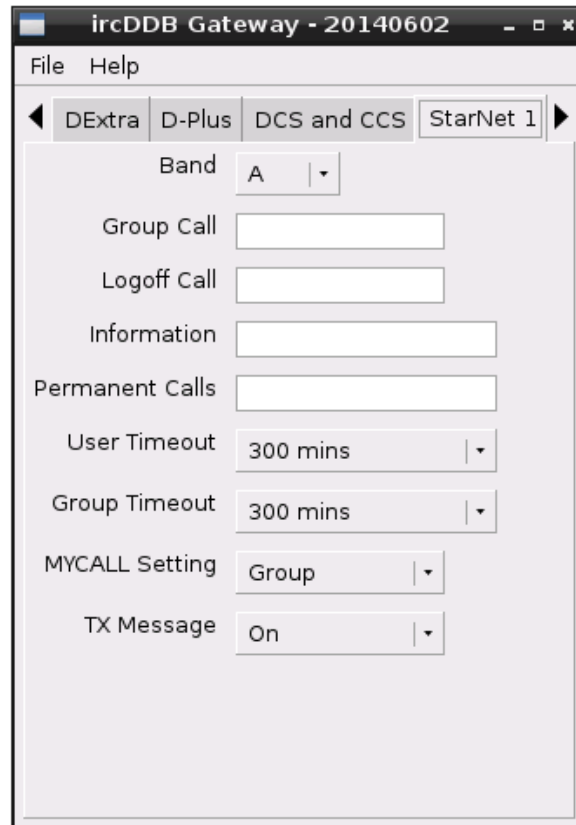 ircDDB Gateway - 20140602
File Help
DExtra D-Plus DCS and CCS StarNet 1
Band A
Group Call
Logoff Call
Information
Permanent Calls
User Timeout 300 mins
Group Timeout 300 mins
MYCALL Setting Group
TX Message On